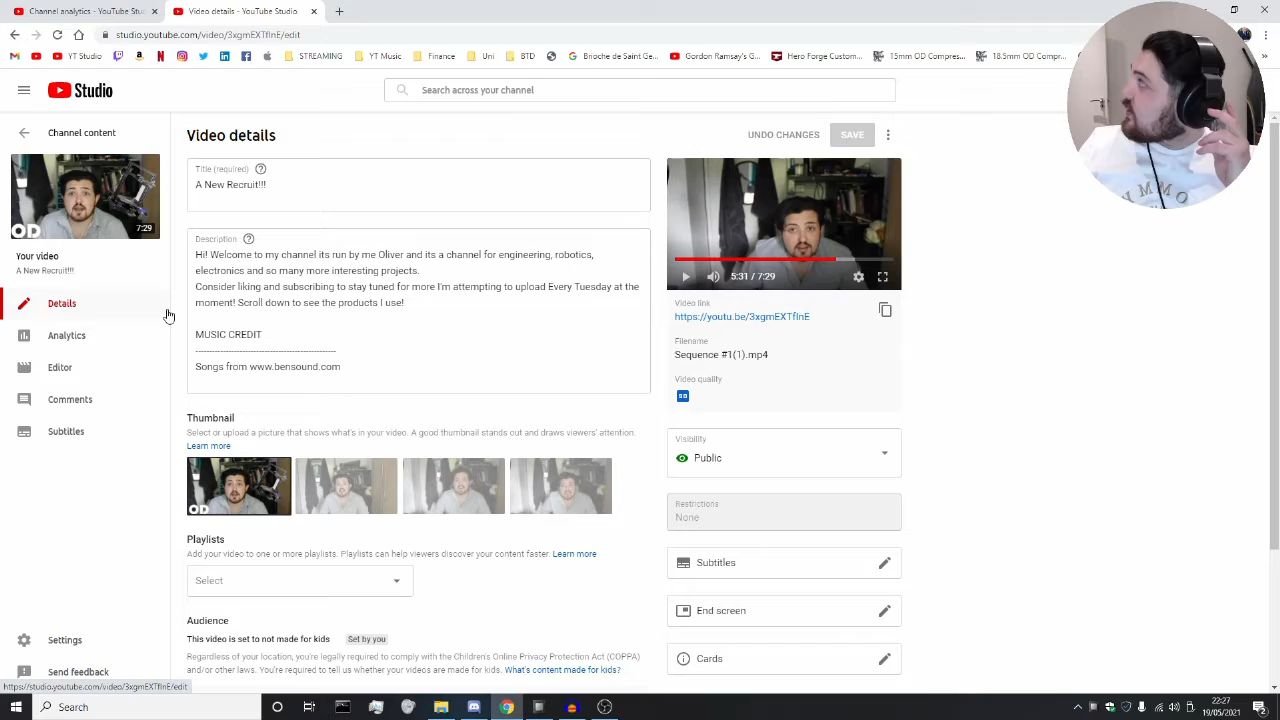 Channel analytics - YouTube Stu
Video details - YouTube Studio
studio.youtube.com/video/3xgmEXTfInE/edit
YT Studio
STREAMING
YT Music
Finance
Uni
BTD
Brioche de Saint Ge...
Gordon Ramsay's G...
Hero Forge Custom...
15mm OD Compres...
18.5mm OD Com...
Studio
Search across your channel
Channel content
7:29
OD
Your video
A New Recruit!!!
Details
Analytics
Editor
Comments
Subtitles
Settings
Send feedback
https://studio.youtube.com/video/3xgmEXTfInE/edit
Video details
UNDO CHANGES
SAVE
Title (required)
A New Recruit!!!
Description
Hi! Welcome to my channel its run by me Oliver and its a channel for engineering, robotics,
electronics and so many more interesting projects.
Consider liking and subscribing to stay tuned for more I'm attempting to upload Every Tuesday at the
moment! Scroll down to see the products I use!
MUSIC CREDIT
------------------------------------------------
Songs from www.bensound.com
Thumbnail
Select or upload a picture that shows what's in your video. A good thumbnail stands out and draws viewers' attention.
Learn more
OD
Playlists
Add your video to one or more playlists. Playlists can help viewers discover your content faster. Learn more
Select
Audience
This video is set to not made for kids
Set by you
Regardless of your location, you're legally required to comply with the Children's Online Privacy Protection Act (COPPA)
and/or other laws. You're required to tell us whether your videos are made for kids. What's content made for kids?
5:31 / 7:29
Video link
https://youtu.be/3xgmEXTfInE
Filename
Sequence #1(1).mp4
Video quality
SD
Visibility
Public
Restrictions
None
Subtitles
End screen
Cards
Search
22:27
19/05/2021